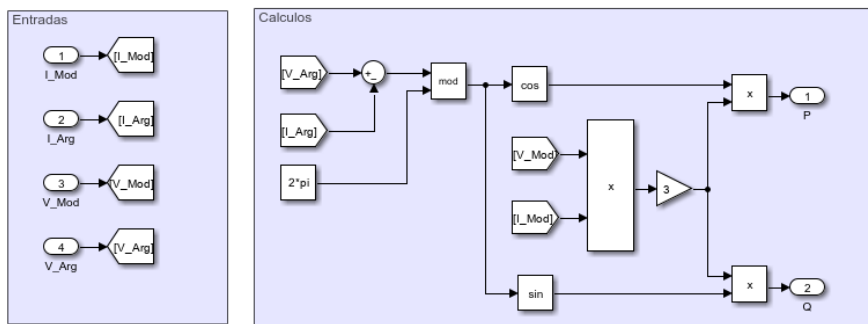 Entradas
1
I_Mod
[I_Mod]
2
I_Arg
[I_Arg]
3
V_Mod
[V_Mod]
4
V_Arg
[V_Arg]
Calculos
[V_Arg]
+_
mod
[I_Arg]
2*pi
cos
[V_Mod]
[I_Mod]
x
3
x
1
P
sin
x
2
Q